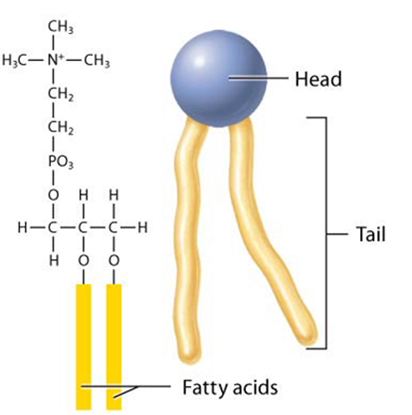 CH₃
H₃C—N⁺—CH₃
CH₂
CH₂
PO₃
O H H
H—C—C—C—H
H O O
Head
Tail
Fatty acids